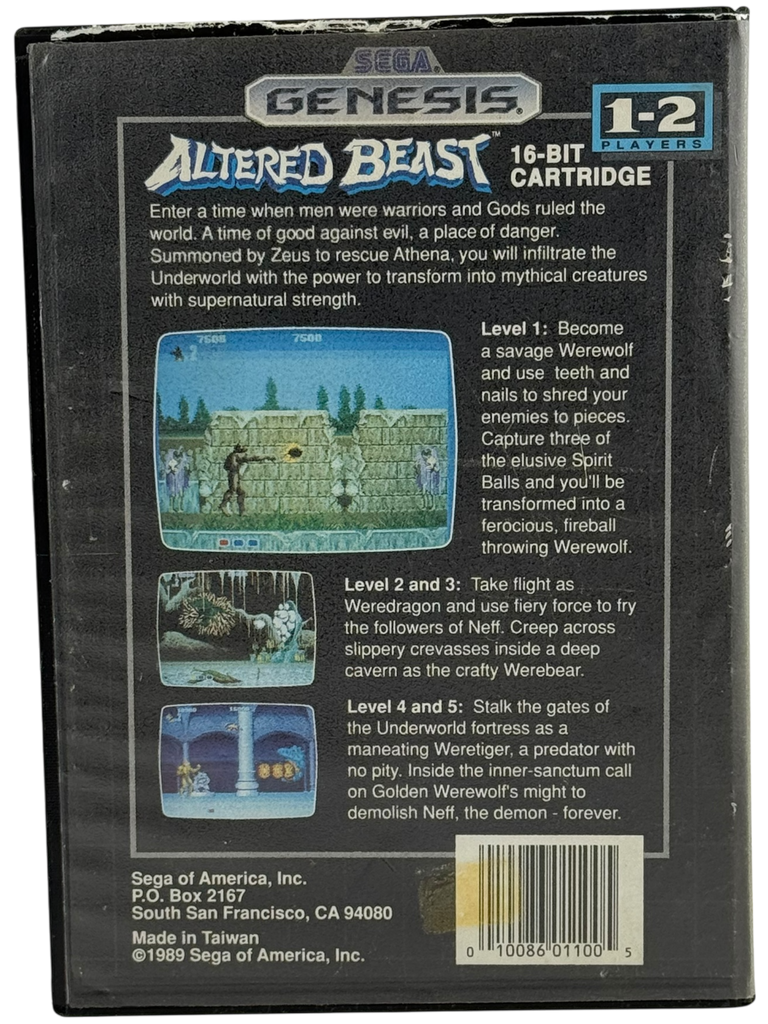 SEGA
GENESIS
1-2
PLAYERS
ALTERED BEAST™
16-BIT
CARTRIDGE
Enter a time when men were warriors and Gods ruled the
world. A time of good against evil, a place of danger.
Summoned by Zeus to rescue Athena, you will infiltrate the
Underworld with the power to transform into mythical creatures
with supernatural strength.
7500 7500
2
Level 1: Become
a savage Werewolf
and use teeth and
nails to shred your
enemies to pieces.
Capture three of
the elusive Spirit
Balls and you'll be
transformed into a
ferocious, fireball
throwing Werewolf.
Level 2 and 3: Take flight as
Weredragon and use fiery force to fry
the followers of Neff. Creep across
slippery crevasses inside a deep
cavern as the crafty Werebear.
Level 4 and 5: Stalk the gates of
the Underworld fortress as a
maneating Weretiger, a predator with
no pity. Inside the inner-sanctum call
on Golden Werewolf's might to
demolish Neff, the demon - forever.
Sega of America, Inc.
P.O. Box 2167
South San Francisco, CA 94080
Made in Taiwan
©1989 Sega of America, Inc.
0 10086 01100 5